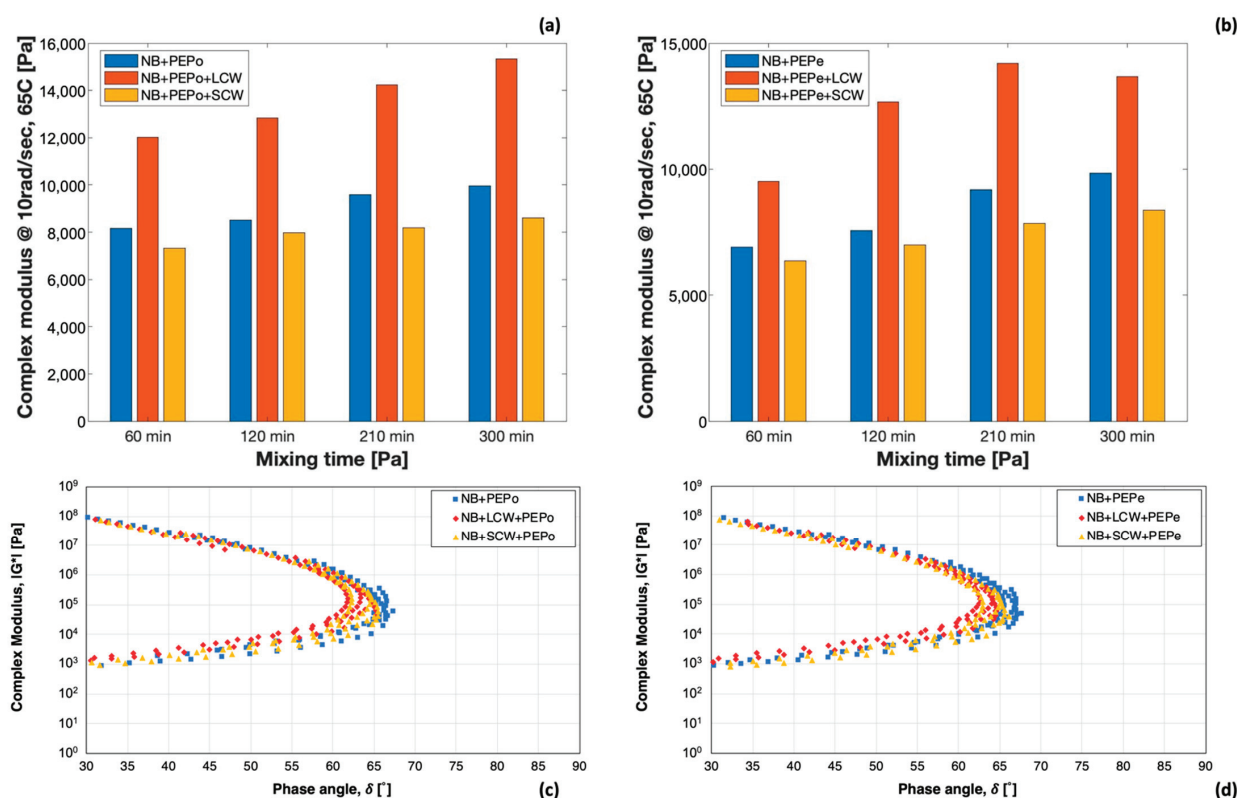 (a)
Complex modulus @ 10rad/sec, 65C [Pa]
16,000
14,000
12,000
10,000
8,000
6,000
4,000
2,000
0
NB+PEPo
NB+PEPo+LCW
NB+PEPo+SCW
60 min 120 min 210 min 300 min
Mixing time [Pa]
(b)
Complex modulus @ 10rad/sec, 65C [Pa]
15,000
10,000
5,000
0
NB+PEPe
NB+PEPe+LCW
NB+PEPe+SCW
60 min 120 min 210 min 300 min
Mixing time [Pa]
Complex Modulus, |G*| [Pa]
10⁹
10⁸
10⁷
10⁶
10⁵
10⁴
10³
10²
10¹
10⁰
NB+PEPo
NB+LCW+PEPo
NB+SCW+PEPo
30 35 40 45 50 55 60 65 70 75 80 85 90
Phase angle, δ [°]
(c)
Complex Modulus, |G*| [Pa]
10⁹
10⁸
10⁷
10⁶
10⁵
10⁴
10³
10²
10¹
10⁰
NB+PEPe
NB+LCW+PEPe
NB+SCW+PEPe
30 35 40 45 50 55 60 65 70 75 80 85 90
Phase angle, δ [°]
(d)